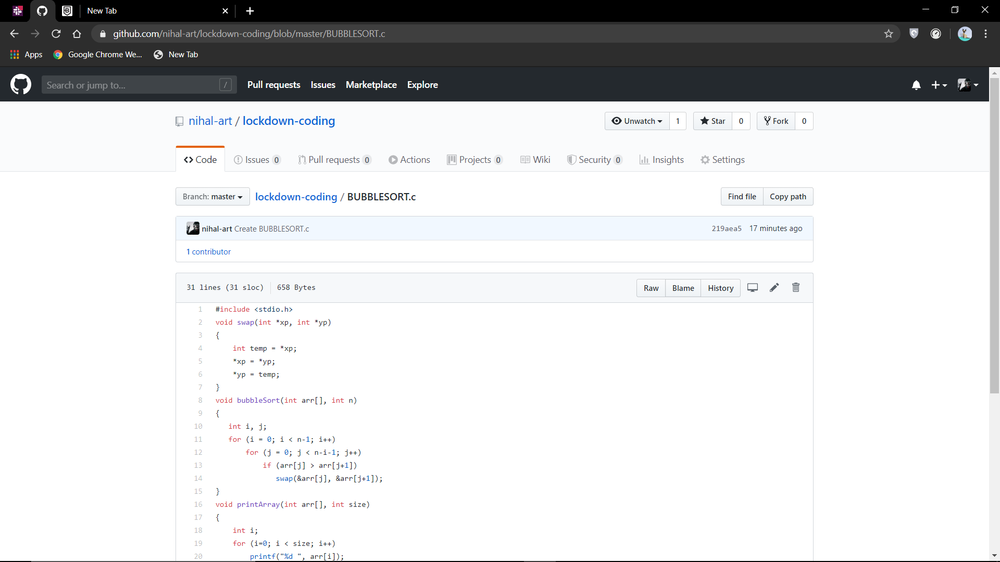 New Tab
github.com/nihal-art/lockdown-coding/blob/master/BUBBLESORT.c
Apps Google Chrome We... New Tab
Search or jump to... / Pull requests Issues Marketplace Explore
nihal-art / lockdown-coding Unwatch 1 Star 0 Fork 0
Code Issues 0 Pull requests 0 Actions Projects 0 Wiki Security 0 Insights Settings
Branch: master lockdown-coding / BUBBLESORT.c Find file Copy path
nihal-art Create BUBBLESORT.c 219aea5 17 minutes ago
1 contributor
31 lines (31 sloc) 658 Bytes Raw Blame History
1 #include <stdio.h>
2 void swap(int *xp, int *yp)
3 {
4     int temp = *xp;
5     *xp = *yp;
6     *yp = temp;
7 }
8 void bubbleSort(int arr[], int n)
9 {
10    int i, j;
11    for (i = 0; i < n-1; i++)
12        for (j = 0; j < n-i-1; j++)
13            if (arr[j] > arr[j+1])
14               swap(&arr[j], &arr[j+1]);
15 }
16 void printArray(int arr[], int size)
17 {
18     int i;
19     for (i=0; i < size; i++)
20         printf("%d ", arr[i]);